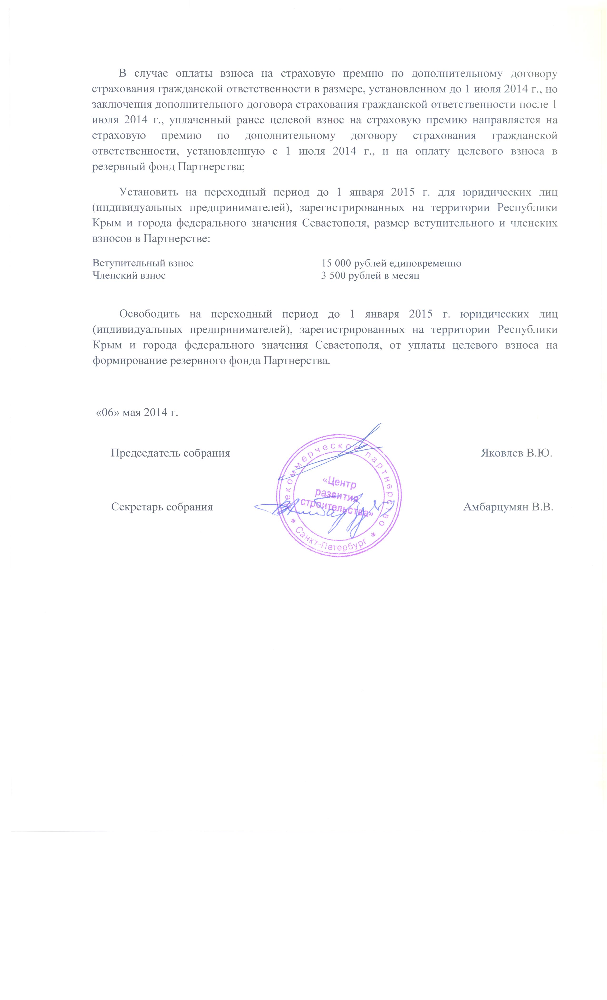 В случае оплаты взноса на страховую премию по дополнительному договору
страхования гражданской ответственности в размере, установленном до 1 июля 2014 г., но
заключения дополнительного договора страхования гражданской ответственности после 1
июля 2014 г., уплаченный ранее целевой взнос на страховую премию направляется на
страховую премию по дополнительному договору страхования гражданской
ответственности, установленную с 1 июля 2014 г., и на оплату целевого взноса в
резервный фонд Партнерства;
Установить на переходный период до 1 января 2015 г. для юридических лиц
(индивидуальных предпринимателей), зарегистрированных на территории Республики
Крым и города федерального значения Севастополя, размер вступительного и членских
взносов в Партнерстве:
Вступительный взнос 15 000 рублей единовременно
Членский взнос 3 500 рублей в месяц
Освободить на переходный период до 1 января 2015 г. юридических лиц
(индивидуальных предпринимателей), зарегистрированных на территории Республики
Крым и города федерального значения Севастополя, от уплаты целевого взноса на
формирование резервного фонда Партнерства.
«06» мая 2014 г.
Председатель собрания Яковлев В.Ю.
Некоммерческое партнерство
«Центр
развития
строительства»
* Санкт-Петербург *
Секретарь собрания Амбарцумян В.В.